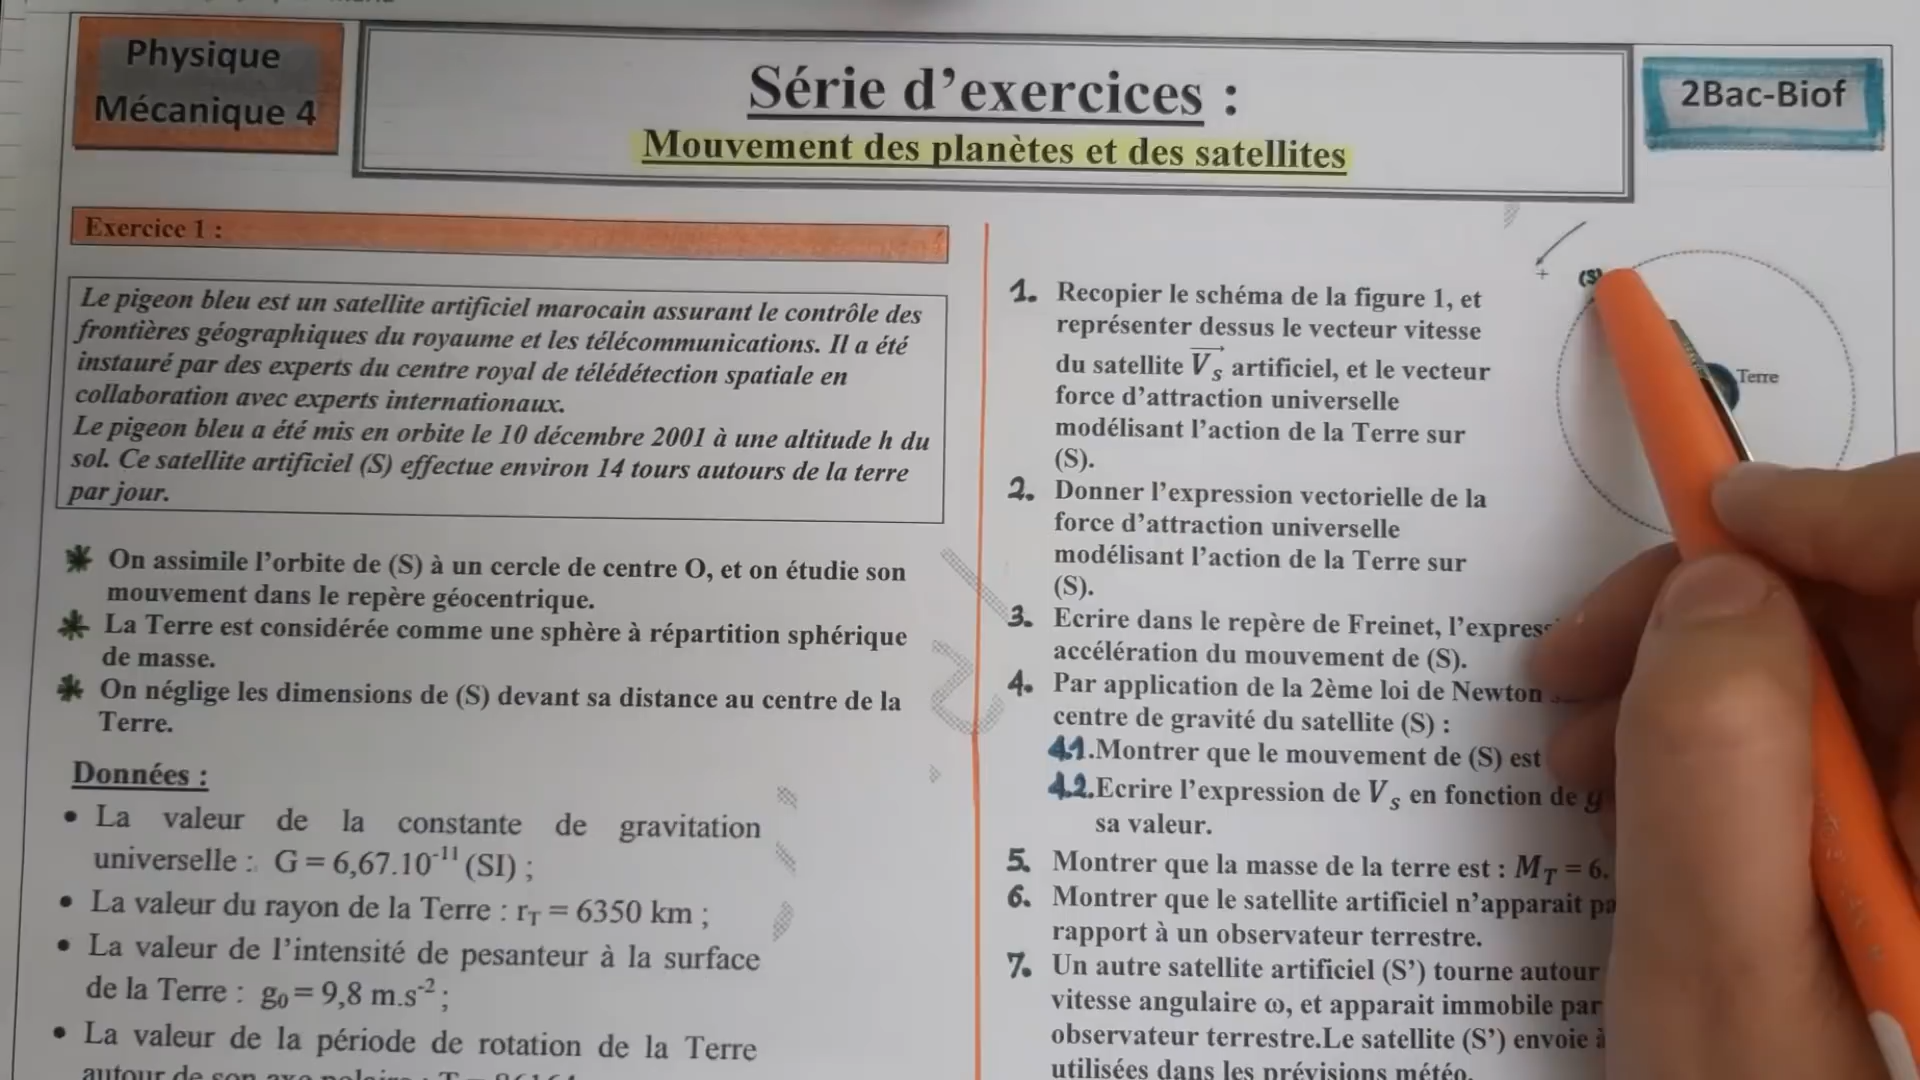 Physique
Mécanique 4
Série d'exercices :
Mouvement des planètes et des satellites
2Bac-Biof
Exercice 1 :
Le pigeon bleu est un satellite artificiel marocain assurant le contrôle des
frontières géographiques du royaume et les télécommunications. Il a été
instauré par des experts du centre royal de télédétection spatiale en
collaboration avec experts internationaux.
Le pigeon bleu a été mis en orbite le 10 décembre 2001 à une altitude h du
sol. Ce satellite artificiel (S) effectue environ 14 tours autours de la terre
par jour.
On assimile l'orbite de (S) à un cercle de centre O, et on étudie son
mouvement dans le repère géocentrique.
La Terre est considérée comme une sphère à répartition sphérique
de masse.
On néglige les dimensions de (S) devant sa distance au centre de la
Terre.
Données :
• La valeur de la constante de gravitation
universelle : G = 6,67.10⁻¹¹ (SI) ;
• La valeur du rayon de la Terre : r_T = 6350 km ;
• La valeur de l'intensité de pesanteur à la surface
de la Terre : g₀ = 9,8 m.s⁻² ;
• La valeur de la période de rotation de la Terre
autour de son axe polaire :
1. Recopier le schéma de la figure 1, et
représenter dessus le vecteur vitesse
du satellite V⃗_s artificiel, et le vecteur
force d'attraction universelle
modélisant l'action de la Terre sur
(S).
2. Donner l'expression vectorielle de la
force d'attraction universelle
modélisant l'action de la Terre sur
(S).
3. Ecrire dans le repère de Freinet,
accélération du mouvement de (S).
4. Par application de la 2ème loi de Newton
centre de gravité du satellite (S) :
4.1.Montrer que le mouvement de (S) est
4.2.Ecrire l'expression de V_s en fonction de g
sa valeur.
5. Montrer que la masse de la terre est : M_T = 6.
6. Montrer que le satellite artificiel n'apparait pa
rapport à un observateur terrestre.
7. Un autre satellite artificiel (S') tourne autour
vitesse angulaire ω, et apparait immobile par
observateur terrestre.Le satellite (S') envoie à
utilisées dans les prévisions météo.
+
(S)
Terre